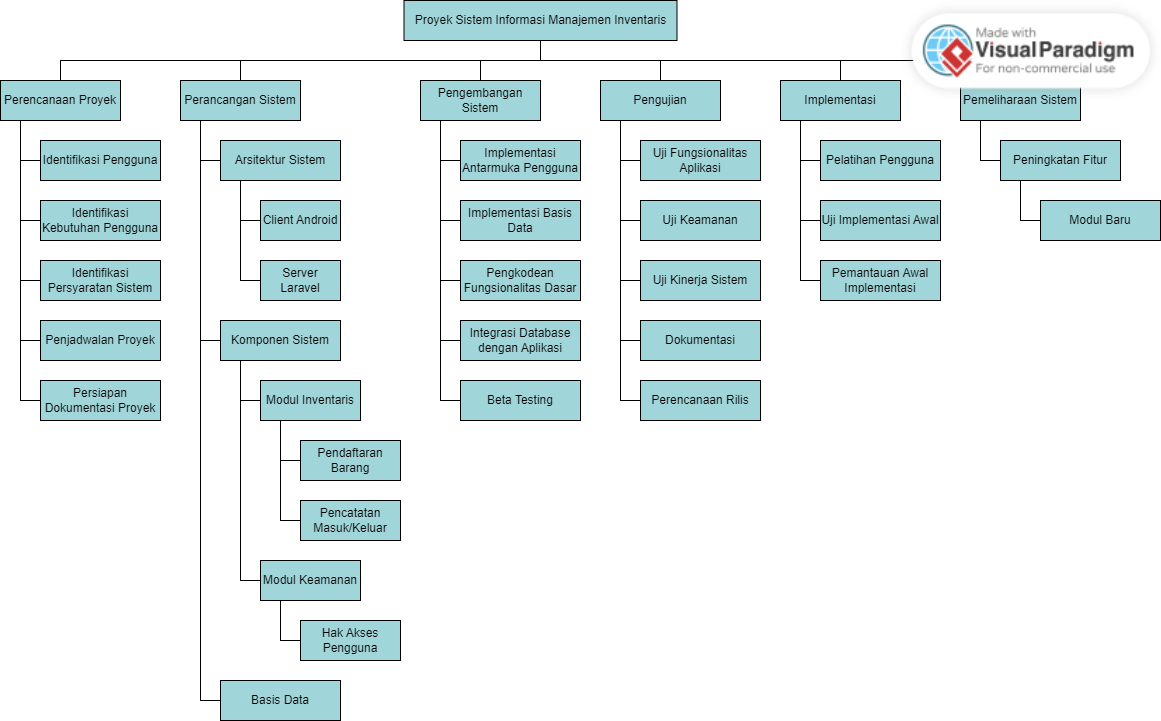 Proyek Sistem Informasi Manajemen Inventaris
Made with
VisualParadigm
For non-commercial use
Perencanaan Proyek
Identifikasi Pengguna
Identifikasi
Kebutuhan Pengguna
Identifikasi
Persyaratan Sistem
Penjadwalan Proyek
Persiapan
Dokumentasi Proyek
Perancangan Sistem
Arsitektur Sistem
Client Android
Server
Laravel
Komponen Sistem
Modul Inventaris
Pendaftaran
Barang
Pencatatan
Masuk/Keluar
Modul Keamanan
Hak Akses
Pengguna
Basis Data
Pengembangan
Sistem
Implementasi
Antarmuka Pengguna
Implementasi Basis
Data
Pengkodean
Fungsionalitas Dasar
Integrasi Database
dengan Aplikasi
Beta Testing
Pengujian
Uji Fungsionalitas
Aplikasi
Uji Keamanan
Uji Kinerja Sistem
Dokumentasi
Perencanaan Rilis
Implementasi
Pelatihan Pengguna
Uji Implementasi Awal
Pemantauan Awal
Implementasi
Pemeliharaan Sistem
Peningkatan Fitur
Modul Baru